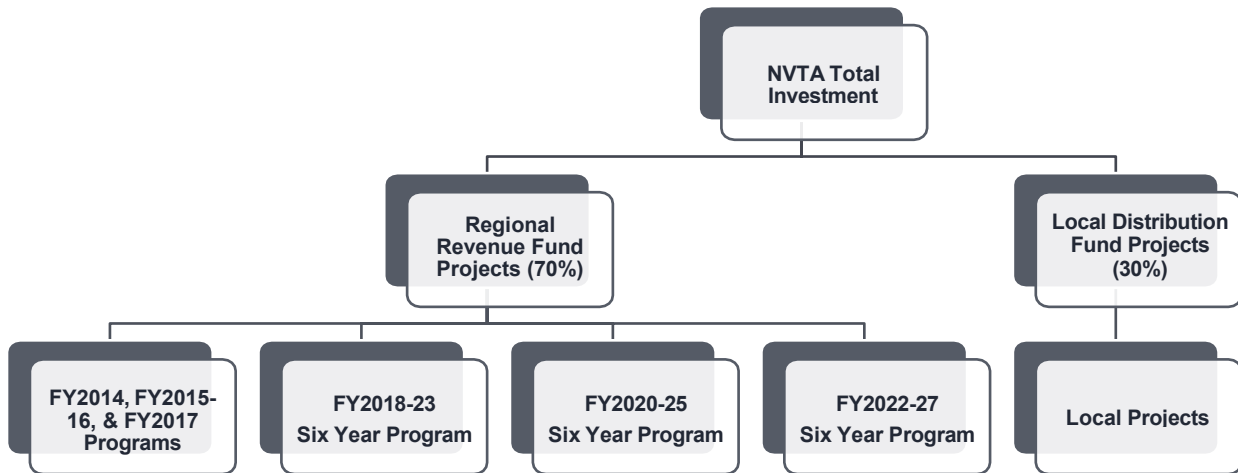 NVTA Total
Investment
Regional
Revenue Fund
Projects (70%)
Local Distribution
Fund Projects
(30%)
FY2014, FY2015-
16, & FY2017
Programs
FY2018-23
Six Year Program
FY2020-25
Six Year Program
FY2022-27
Six Year Program
Local Projects